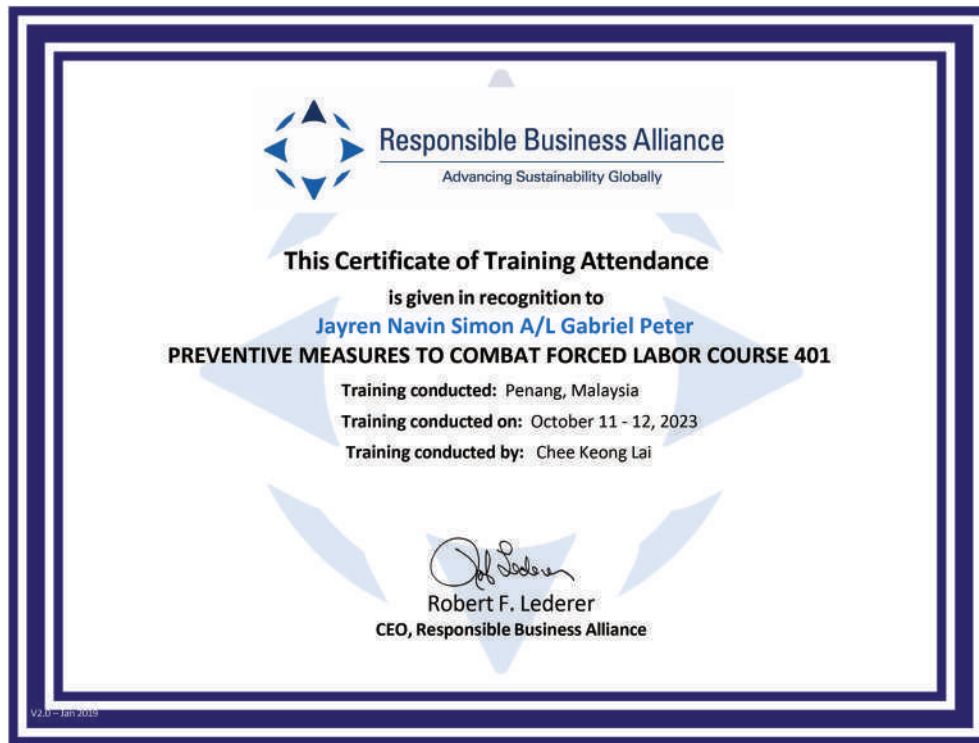 Responsible Business Alliance
Advancing Sustainability Globally
This Certificate of Training Attendance
is given in recognition to
Jayren Navin Simon A/L Gabriel Peter
PREVENTIVE MEASURES TO COMBAT FORCED LABOR COURSE 401
Training conducted: Penang, Malaysia
Training conducted on: October 11 - 12, 2023
Training conducted by: Chee Keong Lai
Robert F. Lederer
CEO, Responsible Business Alliance
V2.0 – Jan 2019